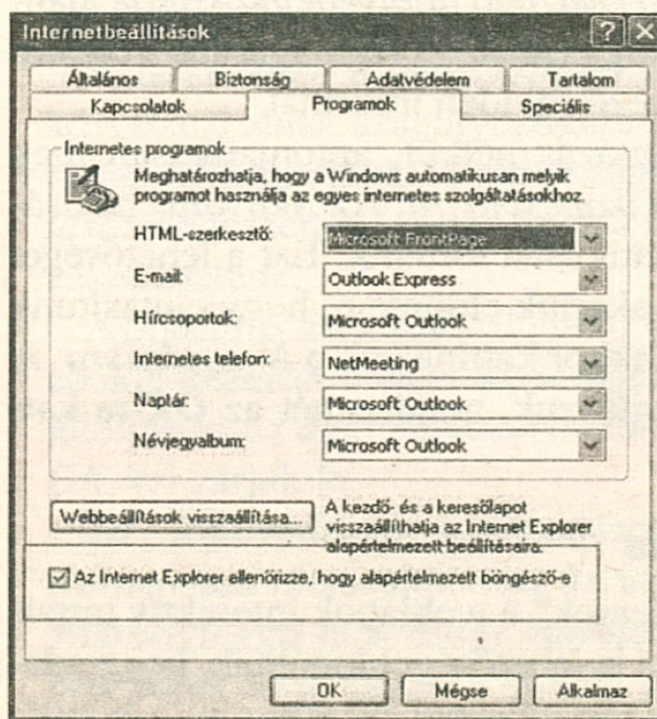 Internetbeállítások
Általános Biztonság Adatvédelem Tartalom
Kapcsolatok Programok Speciális
Internetes programok
Meghatározhatja, hogy a Windows automatikusan melyik
programot használja az egyes internetes szolgáltatásokhoz.
HTML-szerkesztő: Microsoft FrontPage
E-mail: Outlook Express
Hírcsoportok: Microsoft Outlook
Internetes telefon: NetMeeting
Naptár: Microsoft Outlook
Névjegyalbum: Microsoft Outlook
Webbeállítások visszaállítása...
A kezdő- és a keresőlapot
visszaállíthatja az Internet Explorer
alapértelmezett beállításaira.
Az Internet Explorer ellenőrizze, hogy alapértelmezett böngésző-e
OK Mégse Alkalmaz